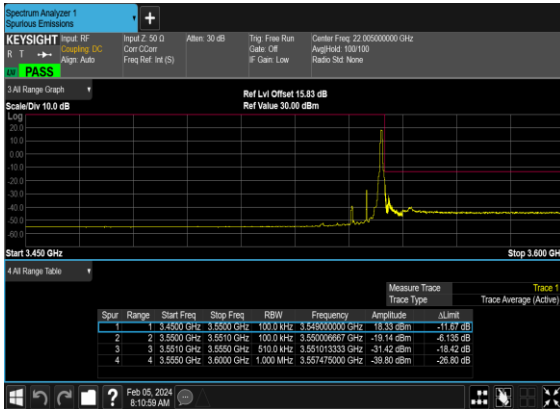 Spectrum Analyzer 1
Spurious Emissions
+
KEYSIGHT Input: RF Input Z: 50 Ω Atten: 30 dB Trig: Free Run Center Freq: 22.005000000 GHz
R T Coupling: DC Corr CCorr Gate: Off Avg|Hold: 100/100
Align: Auto Freq Ref: Int (S) IF Gain: Low Radio Std: None
PASS
3 All Range Graph
Ref Lvl Offset 15.83 dB
Scale/Div 10.0 dB Ref Value 30.00 dBm
Log
20.0
10.0
0.00
-10.0
-20.0
-30.0
-40.0
-50.0
-60.0
Start 3.450 GHz Stop 3.600 GH
4 All Range Table
Measure Trace Trace 1
Trace Type Trace Average (Active)
Spur Range Start Freq Stop Freq RBW Frequency Amplitude ΔLimit
1 1 3.4500 GHz 3.5500 GHz 100.0 kHz 3.549000000 GHz 18.33 dBm -11.67 dB
2 2 3.5500 GHz 3.5510 GHz 100.0 kHz 3.550006667 GHz -19.14 dBm -6.135 dB
3 3 3.5510 GHz 3.5550 GHz 510.0 kHz 3.551013333 GHz -31.42 dBm -18.42 dB
4 4 3.5550 GHz 3.6000 GHz 1.000 MHz 3.557475000 GHz -39.80 dBm -26.80 dB
? Feb 05, 2024
8:10:59 AM